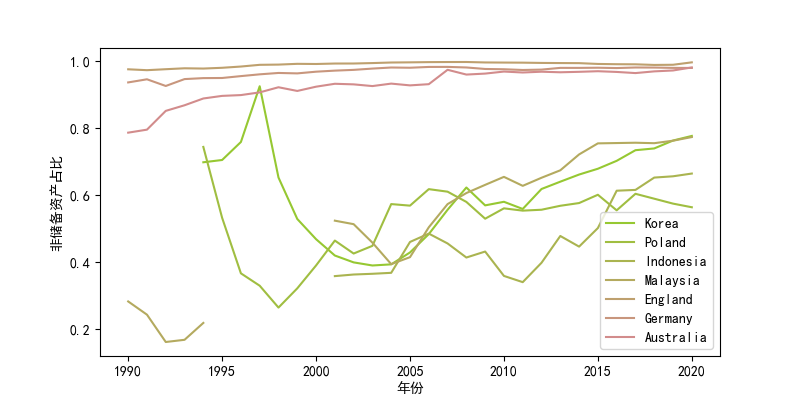 1.0
0.8
0.6
0.4
0.2
非储备资产占比
1990
1995
2000
2005
2010
2015
2020
年份
Korea
Poland
Indonesia
Malaysia
England
Germany
Australia